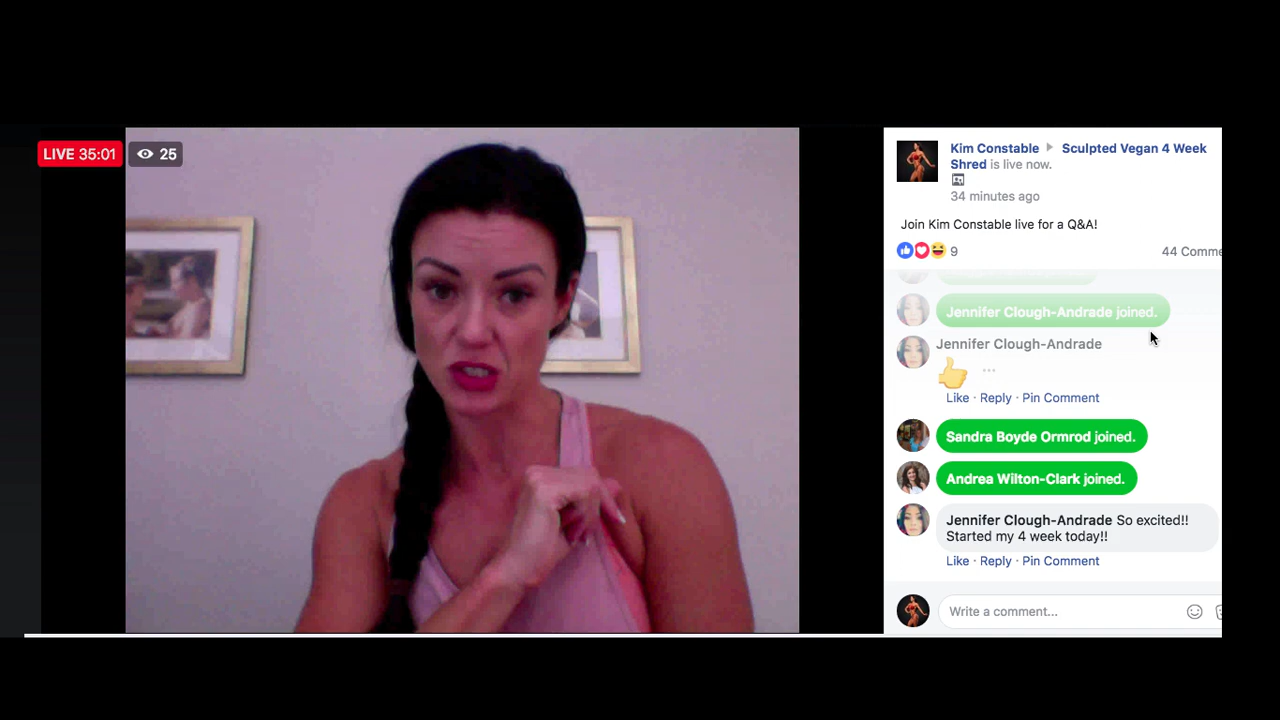 LIVE 35:01
25
Kim Constable Sculpted Vegan 4 Week
Shred is live now.
34 minutes ago
Join Kim Constable live for a Q&A!
9
44 Comme
Jennifer Clough-Andrade joined.
Jennifer Clough-Andrade
...
Like · Reply · Pin Comment
Sandra Boyde Ormrod joined.
Andrea Wilton-Clark joined.
Jennifer Clough-Andrade So excited!!
Started my 4 week today!!
Like · Reply · Pin Comment
Write a comment...